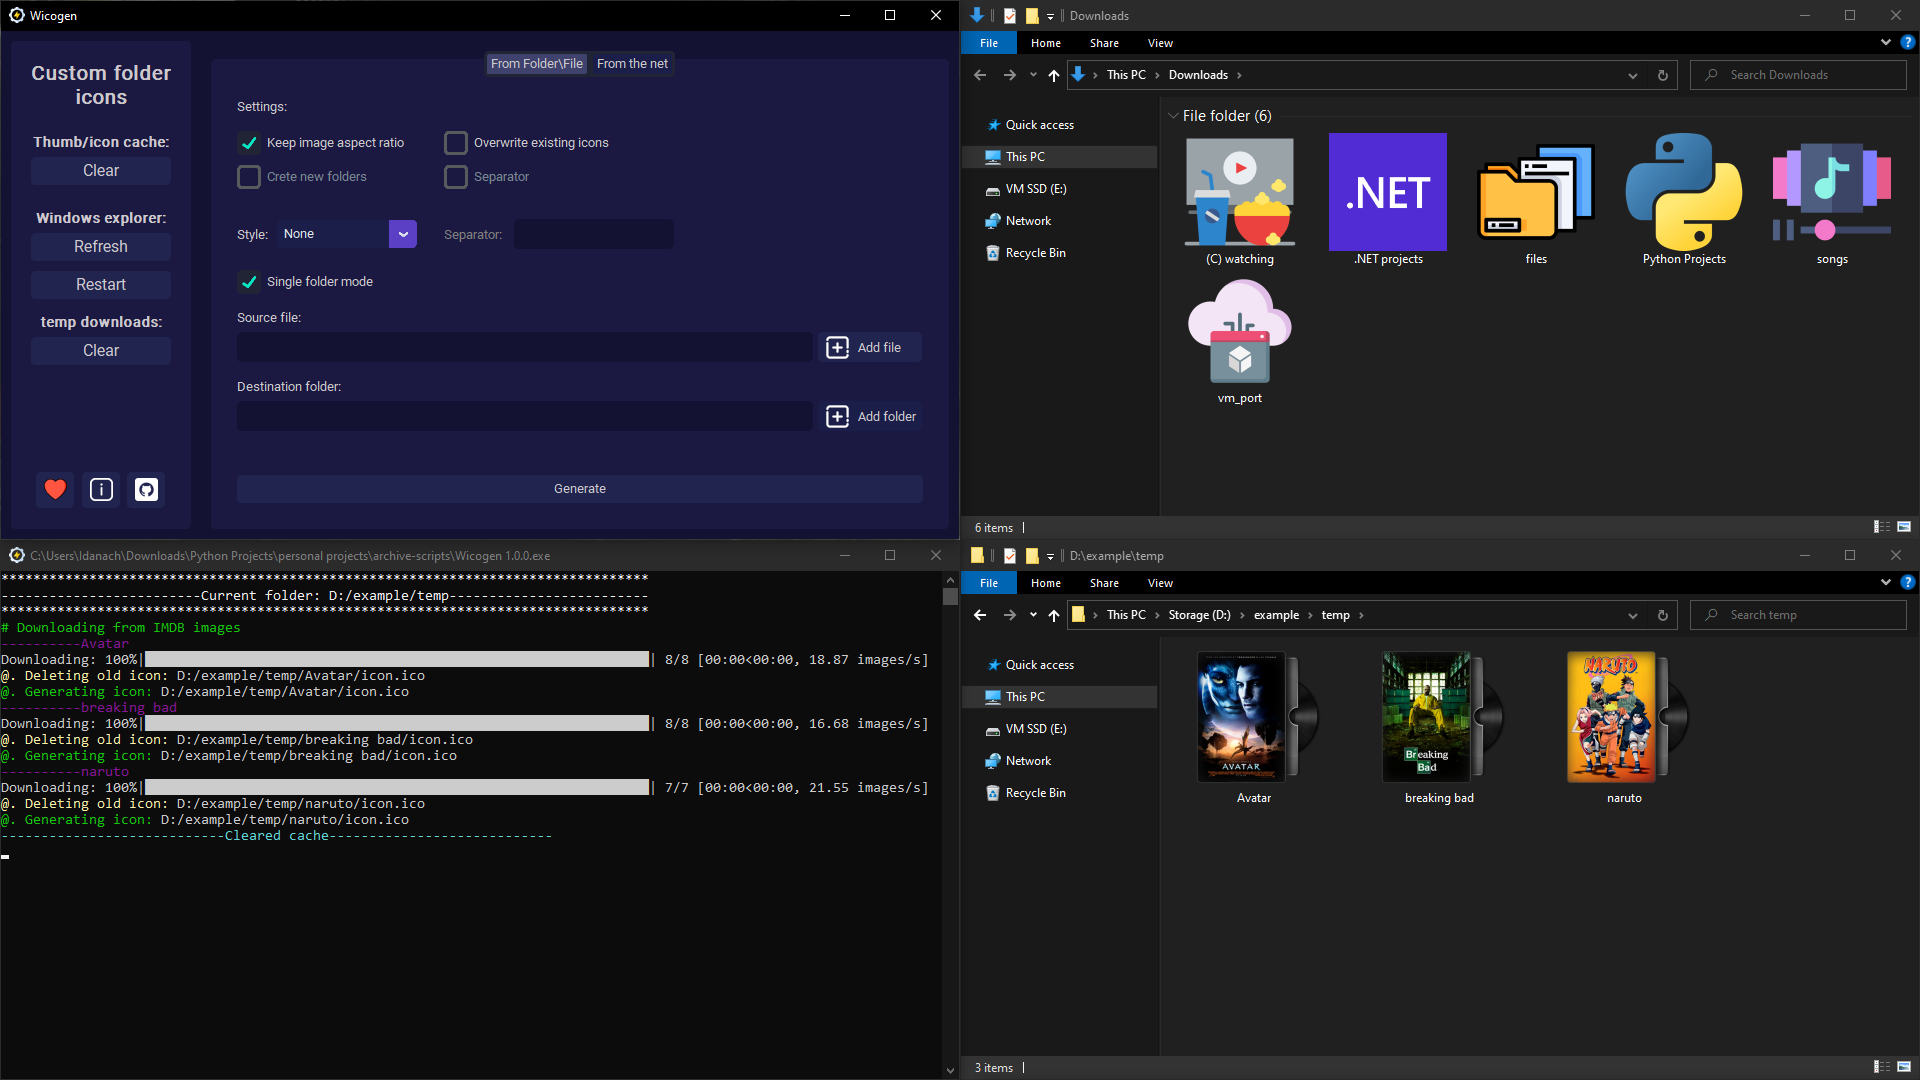 Wicogen
Custom folder
icons
Thumb/icon cache:
Clear
Windows explorer:
Refresh
Restart
temp downloads:
Clear
From Folder\File
From the net
Settings:
Keep image aspect ratio
Overwrite existing icons
Crete new folders
Separator
Style:
None
Separator:
Single folder mode
Source file:
Add file
Destination folder:
Add folder
Generate
Downloads
File
Home
Share
View
This PC
Downloads
Search Downloads
Quick access
This PC
VM SSD (E:)
Network
Recycle Bin
File folder (6)
.NET
(C) watching
.NET projects
files
Python Projects
songs
vm_port
6 items
C:\Users\ldanach\Downloads\Python Projects\personal projects\archive-scripts\Wicogen 1.0.0.exe
*********************************************************************************
-------------------------Current folder: D:/example/temp-------------------------
*********************************************************************************
# Downloading from IMDB images
----------Avatar
Downloading: 100%| | 8/8 [00:00<00:00, 18.87 images/s]
@. Deleting old icon: D:/example/temp/Avatar/icon.ico
@. Generating icon: D:/example/temp/Avatar/icon.ico
----------breaking bad
Downloading: 100%| | 8/8 [00:00<00:00, 16.68 images/s]
@. Deleting old icon: D:/example/temp/breaking bad/icon.ico
@. Generating icon: D:/example/temp/breaking bad/icon.ico
----------naruto
Downloading: 100%| | 7/7 [00:00<00:00, 21.55 images/s]
@. Deleting old icon: D:/example/temp/naruto/icon.ico
@. Generating icon: D:/example/temp/naruto/icon.ico
----------------------------Cleared cache----------------------------
D:\example\temp
File
Home
Share
View
This PC
Storage (D:)
example
temp
Search temp
Quick access
This PC
VM SSD (E:)
Network
Recycle Bin
AVATAR
Breaking
Bad
NARUTO
Avatar
breaking bad
naruto
3 items